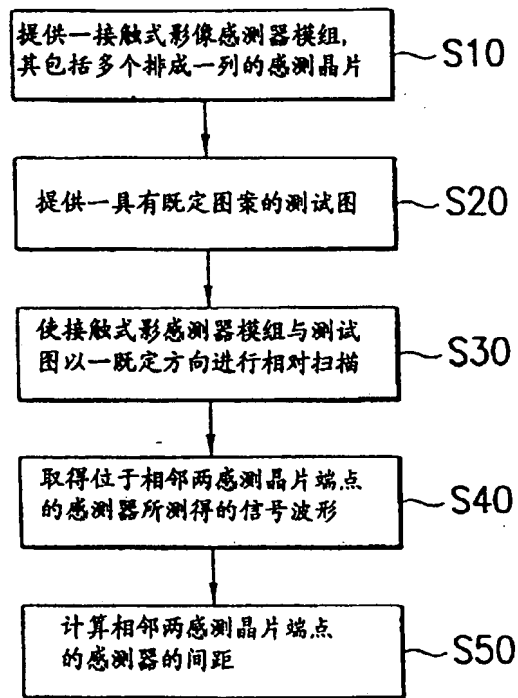 提供一接触式影像感测器模组,
其包括多个排成一列的感测晶片
S10
提供一具有既定图案的测试图
S20
使接触式影感测器模组与测试
图以一既定方向进行相对扫描
S30
取得位于相邻两感测晶片端点
的感测器所测得的信号波形
S40
计算相邻两感测晶片端点
的感测器的间距
S50